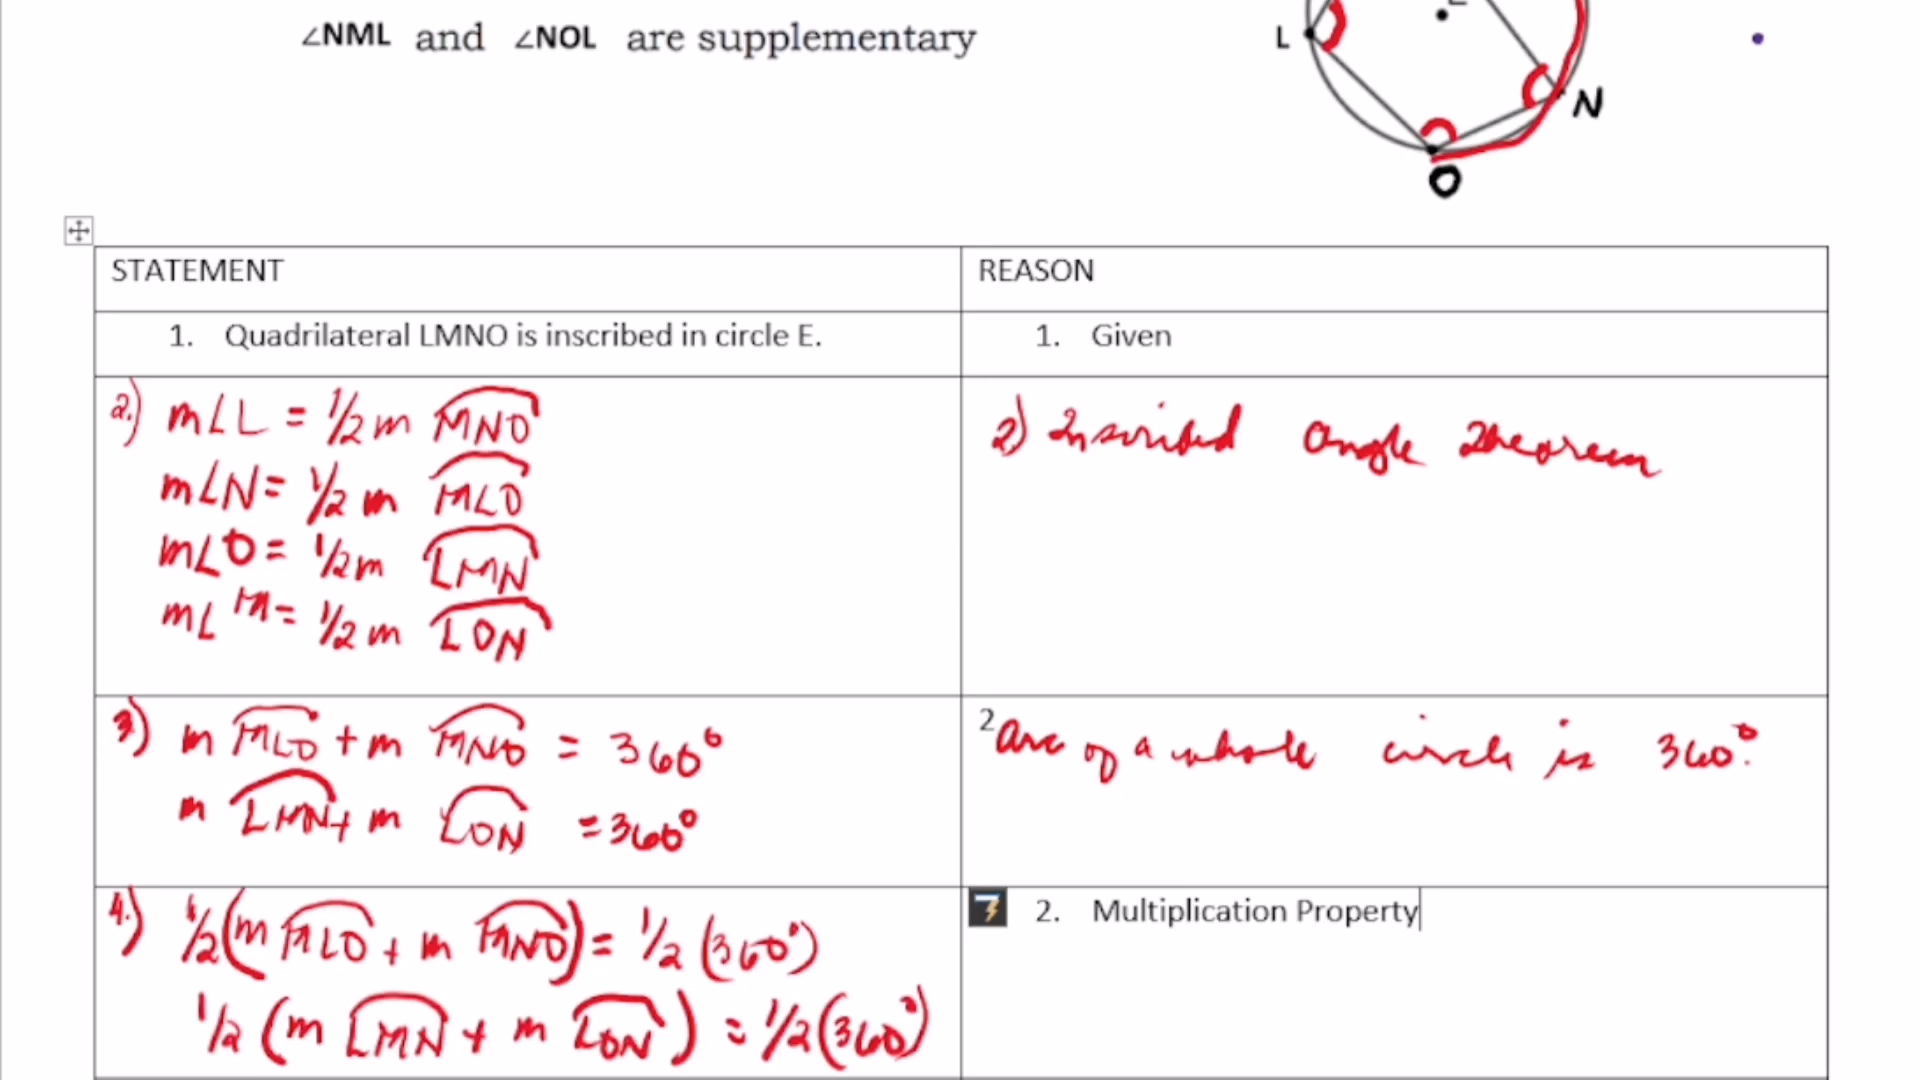 ∠NML and ∠NOL are supplementary
L
N
O
STATEMENT
REASON
1. Quadrilateral LMNO is inscribed in circle E.
1. Given
2.) m∠L = 1/2 m MNO
m∠N = 1/2 m MLO
m∠O = 1/2 m LMN
m∠M = 1/2 m LON
2) Inscribed Angle Theorem
3) m MLO + m MNO = 360°
m LMN + m LON = 360°
2 Arc of a whole circle is 360°.
4.) 1/2 (m MLO + m MNO) = 1/2 (360°)
1/2 (m LMN + m LON) = 1/2 (360°)
2. Multiplication Property